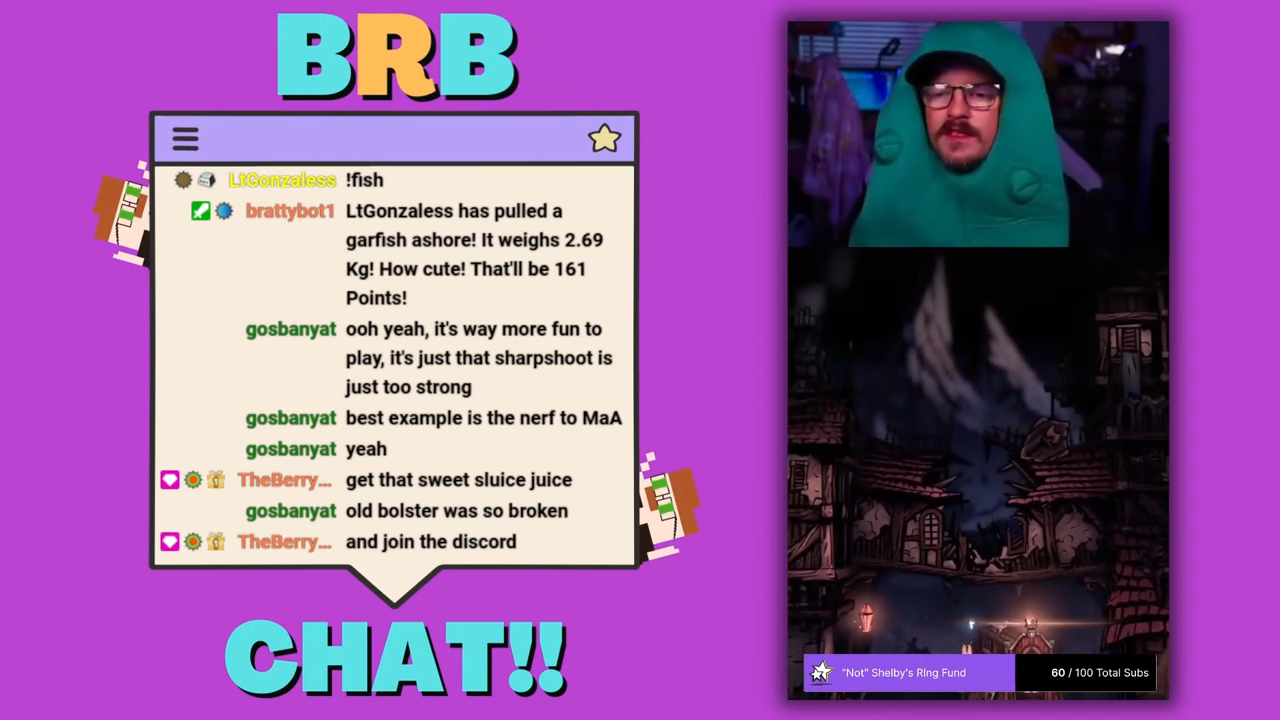 BRB
LtGonzaless !fish
brattybot1 LtGonzaless has pulled a
garfish ashore! It weighs 2.69
Kg! How cute! That'll be 161
Points!
gosbanyat ooh yeah, it's way more fun to
play, it's just that sharpshoot is
just too strong
gosbanyat best example is the nerf to MaA
gosbanyat yeah
TheBerry... get that sweet sluice juice
gosbanyat old bolster was so broken
TheBerry... and join the discord
CHAT!!
"Not" Shelby's RIng Fund
60 / 100 Total Subs